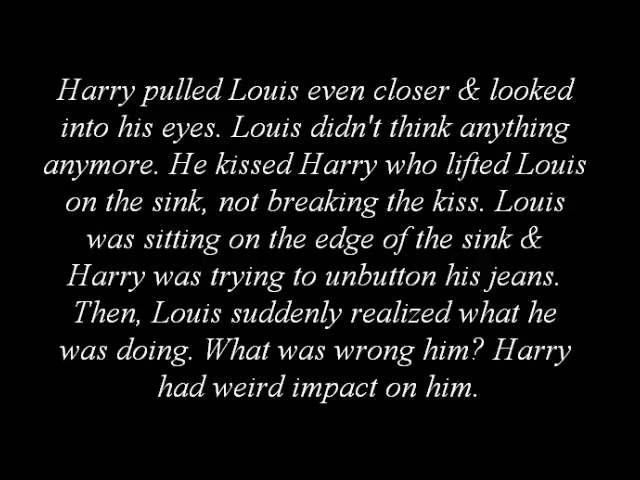 Harry pulled Louis even closer & looked
into his eyes. Louis didn't think anything
anymore. He kissed Harry who lifted Louis
on the sink, not breaking the kiss. Louis
was sitting on the edge of the sink &
Harry was trying to unbutton his jeans.
Then, Louis suddenly realized what he
was doing. What was wrong him? Harry
had weird impact on him.